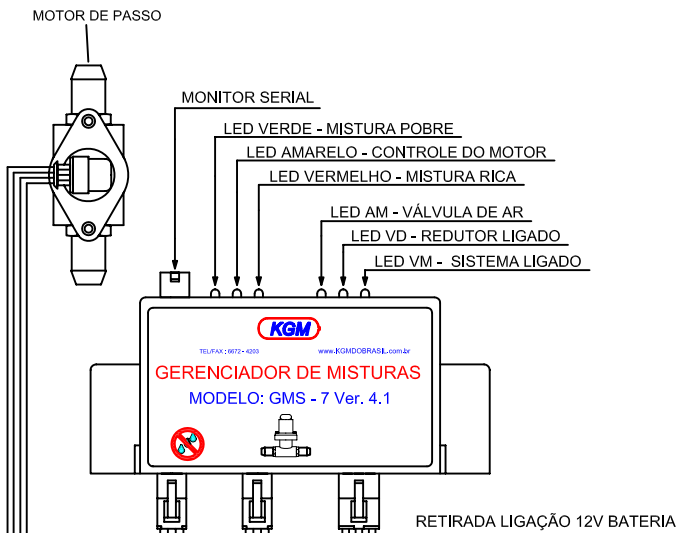 MOTOR DE PASSO
MONITOR SERIAL
LED VERDE - MISTURA POBRE
LED AMARELO - CONTROLE DO MOTOR
LED VERMELHO - MISTURA RICA
LED AM - VÁLVULA DE AR
LED VD - REDUTOR LIGADO
LED VM - SISTEMA LIGADO
KGM
TEL/FAX : 6672 - 4203 www.KGMDOBRASIL.com.br
GERENCIADOR DE MISTURAS
MODELO: GMS - 7 Ver. 4.1
RETIRADA LIGAÇÃO 12V BATERIA